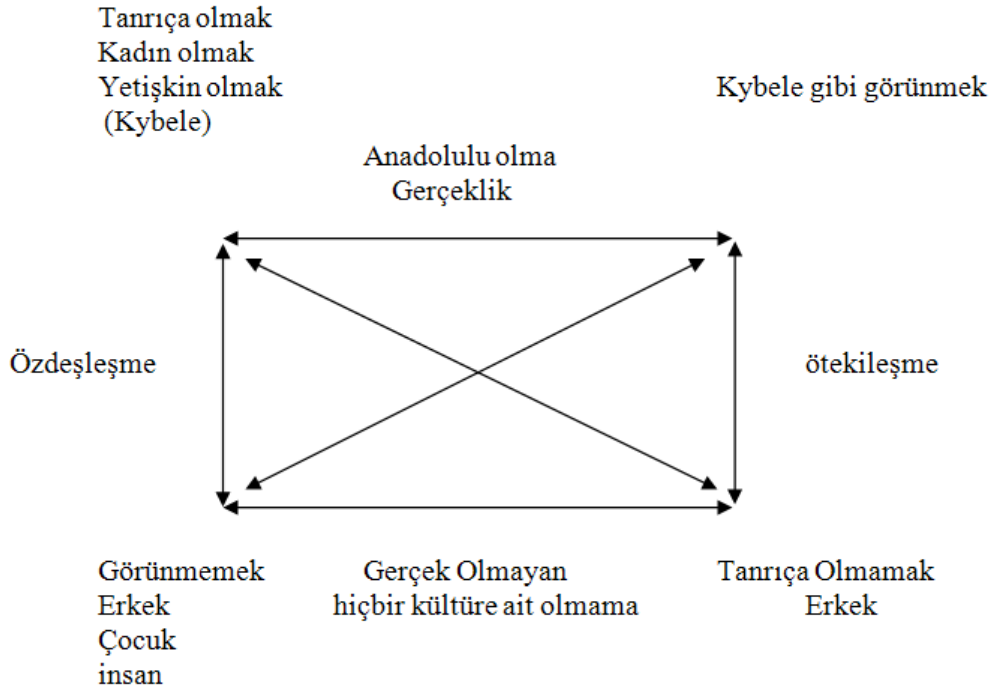 Tanrıça olmak
Kadın olmak
Yetişkin olmak
(Kybele)
Kybele gibi görünmek
Anadolulu olma
Gerçeklik
Özdeşleşme
ötekileşme
Görünmemek
Erkek
Çocuk
insan
Gerçek Olmayan
hiçbir kültüre ait olmama
Tanrıça Olmamak
Erkek